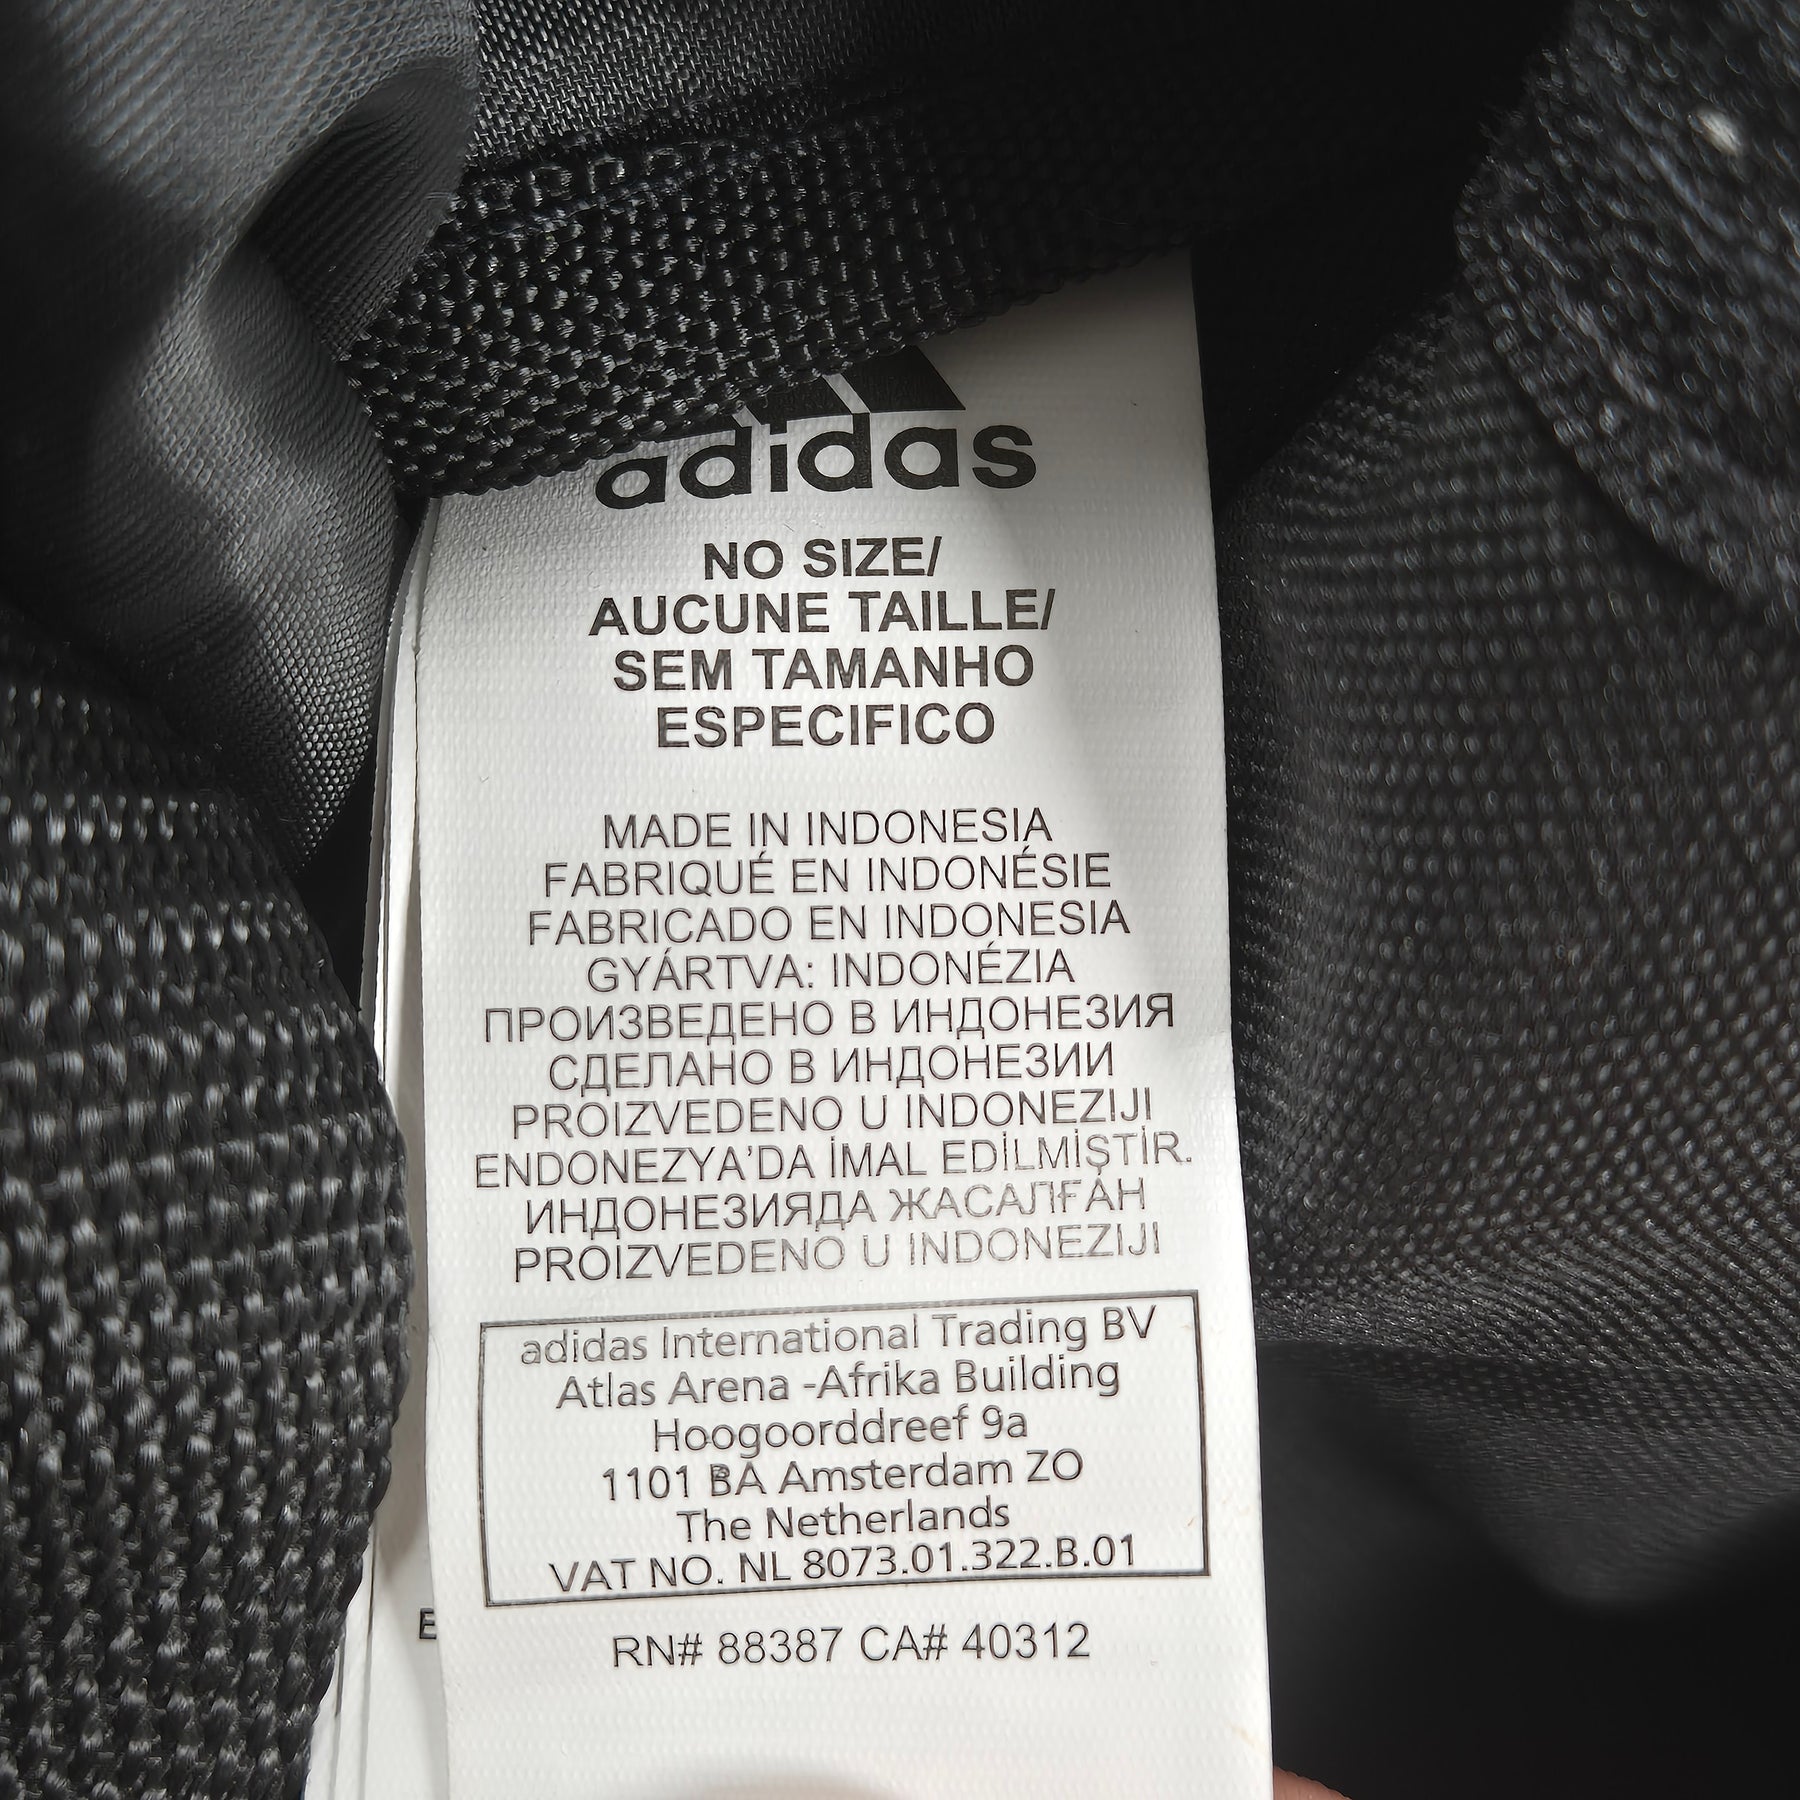 adidas
NO SIZE/
AUCUNE TAILLE/
SEM TAMANHO
ESPECIFICO
MADE IN INDONESIA
FABRIQUÉ EN INDONÉSIE
FABRICADO EN INDONESIA
GYÁRTVA: INDONÉZIA
ПРОИЗВЕДЕНО В ИНДОНЕЗИЯ
СДЕЛАНО В ИНДОНЕЗИИ
PROIZVEDENO U INDONEZIJI
ENDONEZYA'DA İMAL EDİLMİŞTİR.
ИНДОНЕЗИЯДА ЖАСАЛҒАН
PROIZVEDENO U INDONEZIJI
adidas International Trading BV
Atlas Arena -Afrika Building
Hoogoorddreef 9a
1101 BA Amsterdam ZO
The Netherlands
VAT NO. NL 8073.01.322.B.01
RN# 88387 CA# 40312